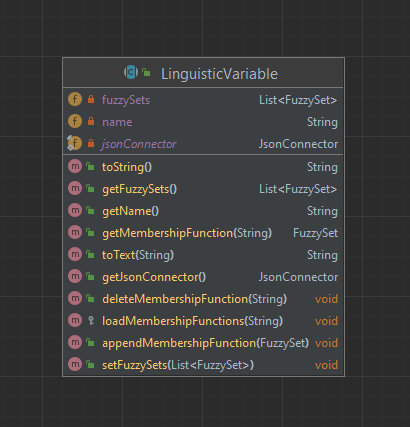 LinguisticVariable
fuzzySets List<FuzzySet>
name String
jsonConnector JsonConnector
toString() String
getFuzzySets() List<FuzzySet>
getName() String
getMembershipFunction(String) FuzzySet
toText(String) String
getJsonConnector() JsonConnector
deleteMembershipFunction(String) void
loadMembershipFunctions(String) void
appendMembershipFunction(FuzzySet) void
setFuzzySets(List<FuzzySet>) void